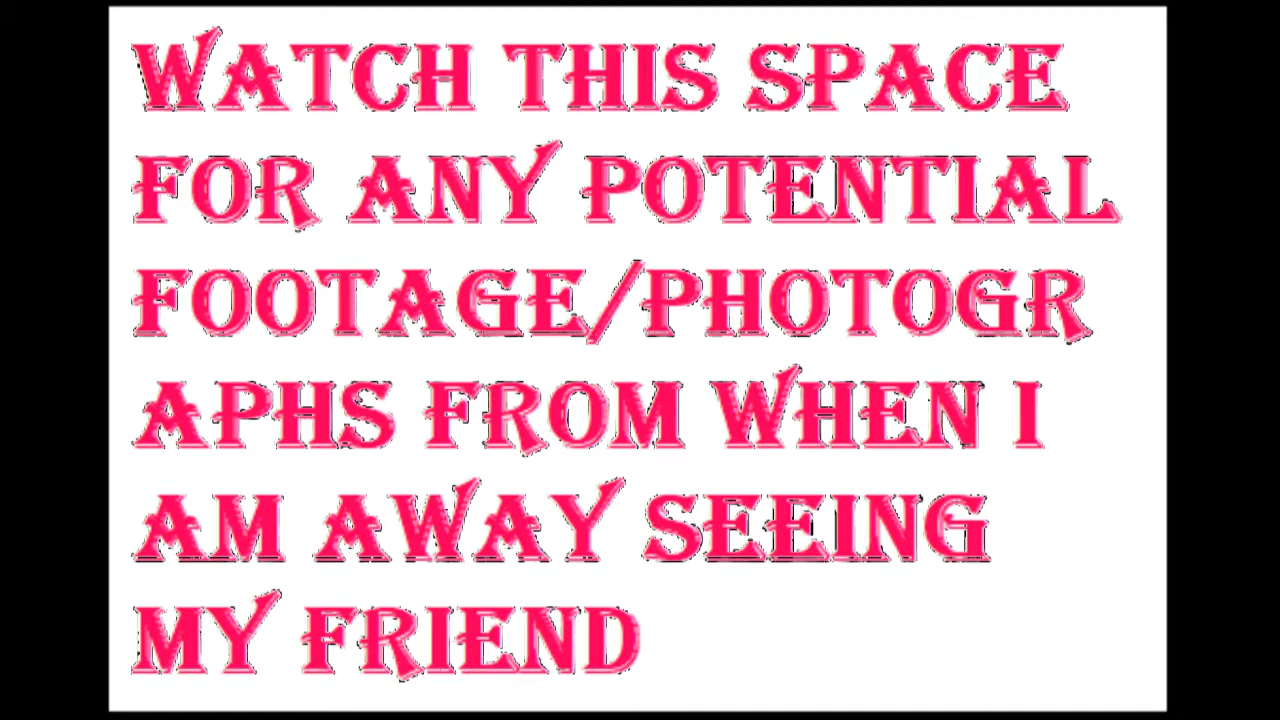 WATCH THIS SPACE
FOR ANY POTENTIAL
FOOTAGE/PHOTOGR
APHS FROM WHEN I
AM AWAY SEEING
MY FRIEND